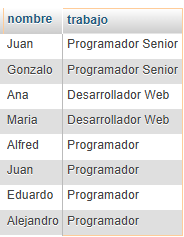 nombre trabajo
Juan Programador Senior
Gonzalo Programador Senior
Ana Desarrollador Web
Maria Desarrollador Web
Alfred Programador
Juan Programador
Eduardo Programador
Alejandro Programador